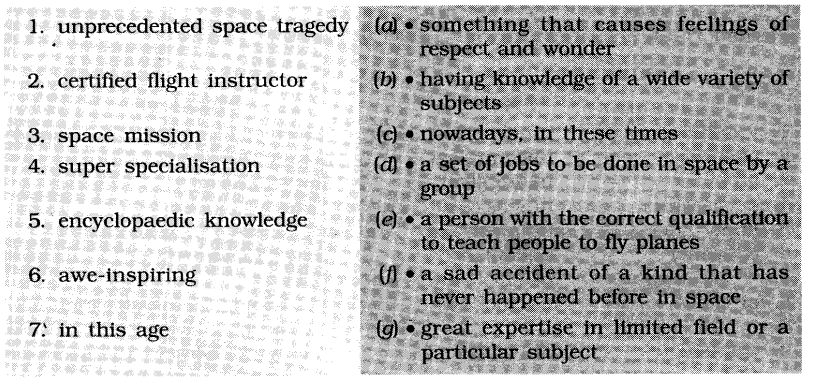 1. unprecedented space tragedy (a) • something that causes feelings of
respect and wonder
2. certified flight instructor (b) • having knowledge of a wide variety of
subjects
3. space mission (c) • nowadays, in these times
4. super specialisation (d) • a set of jobs to be done in space by a
group
5. encyclopaedic knowledge (e) • a person with the correct qualification
to teach people to fly planes
6. awe-inspiring (f) • a sad accident of a kind that has
never happened before in space
7. in this age (g) • great expertise in limited field or a
particular subject